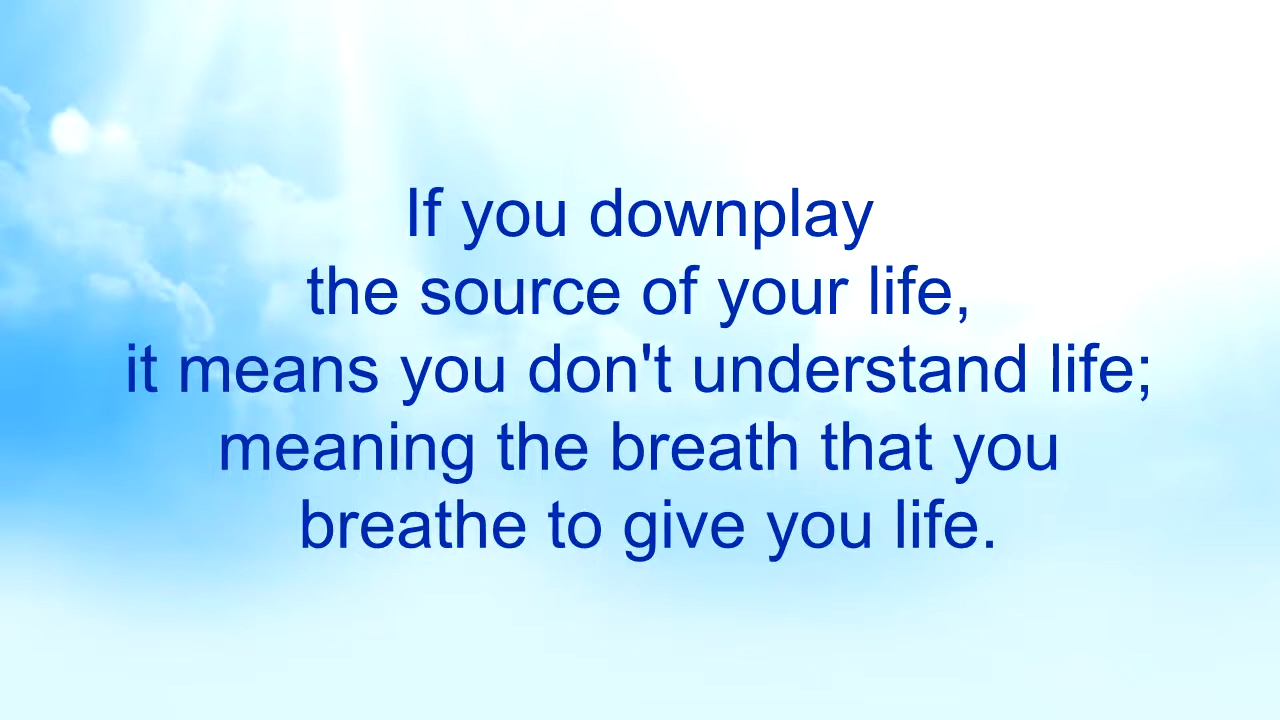 If you downplay
the source of your life,
it means you don't understand life;
meaning the breath that you
breathe to give you life.